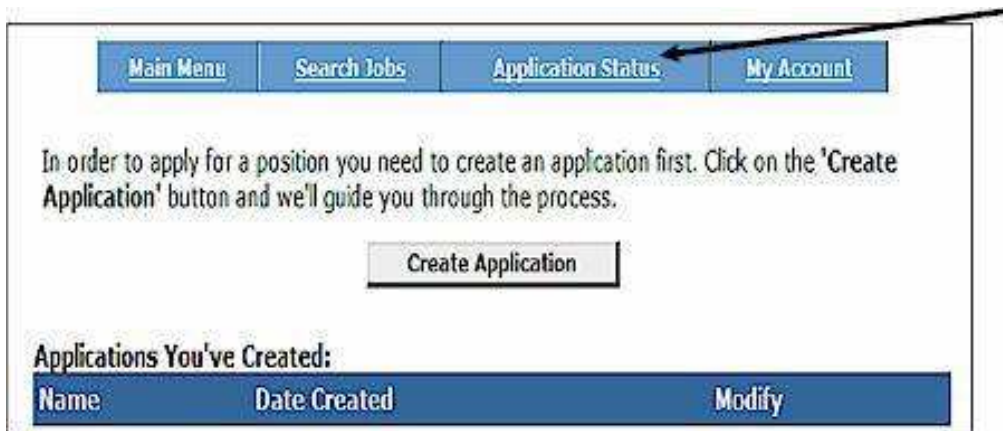 Main Menu Search Jobs Application Status My Account
In order to apply for a position you need to create an application first. Click on the 'Create
Application' button and we'll guide you through the process.
Create Application
Applications You've Created:
Name Date Created Modify